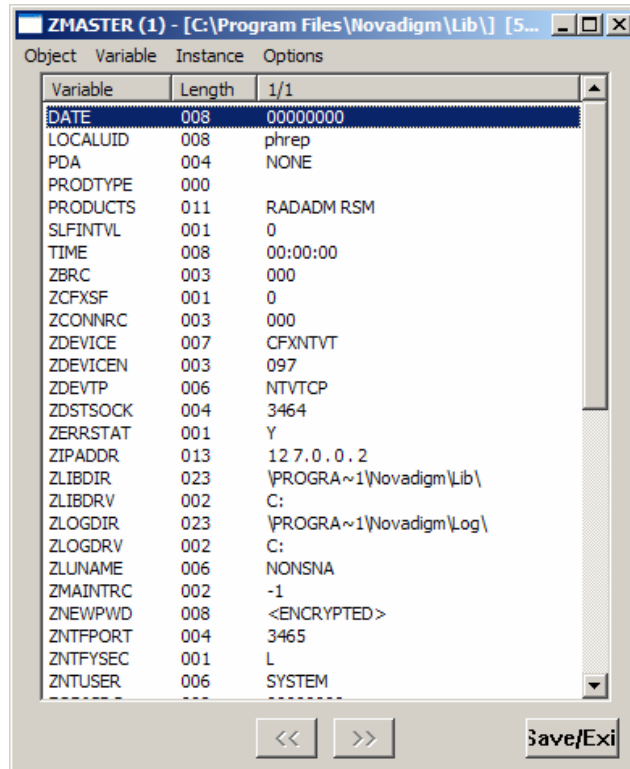 ZMASTER (1) - [C:\Program Files\Novadigm\Lib\] [5...
Object Variable Instance Options
Variable Length 1/1
DATE 008 00000000
LOCALUID 008 phrep
PDA 004 NONE
PRODTYPE 000
PRODUCTS 011 RADADM RSM
SLFINTVL 001 0
TIME 008 00:00:00
ZBRC 003 000
ZCFXSF 001 0
ZCONNRC 003 000
ZDEVICE 007 CFXNTVT
ZDEVICEN 003 097
ZDEVTP 006 NTVTCP
ZDSTSOCK 004 3464
ZERRSTAT 001 Y
ZIPADDR 013 127.0.0.2
ZLIBDIR 023 \PROGRA~1\Novadigm\Lib\
ZLIBDRV 002 C:
ZLOGDIR 023 \PROGRA~1\Novadigm\Log\
ZLOGDRV 002 C:
ZLUNAME 006 NONSNA
ZMAINTRC 002 -1
ZNEWPWD 008 <ENCRYPTED>
ZNTFPORT 004 3465
ZNTFYSEC 001 L
ZNTUSER 006 SYSTEM
<< >> Save/Exi